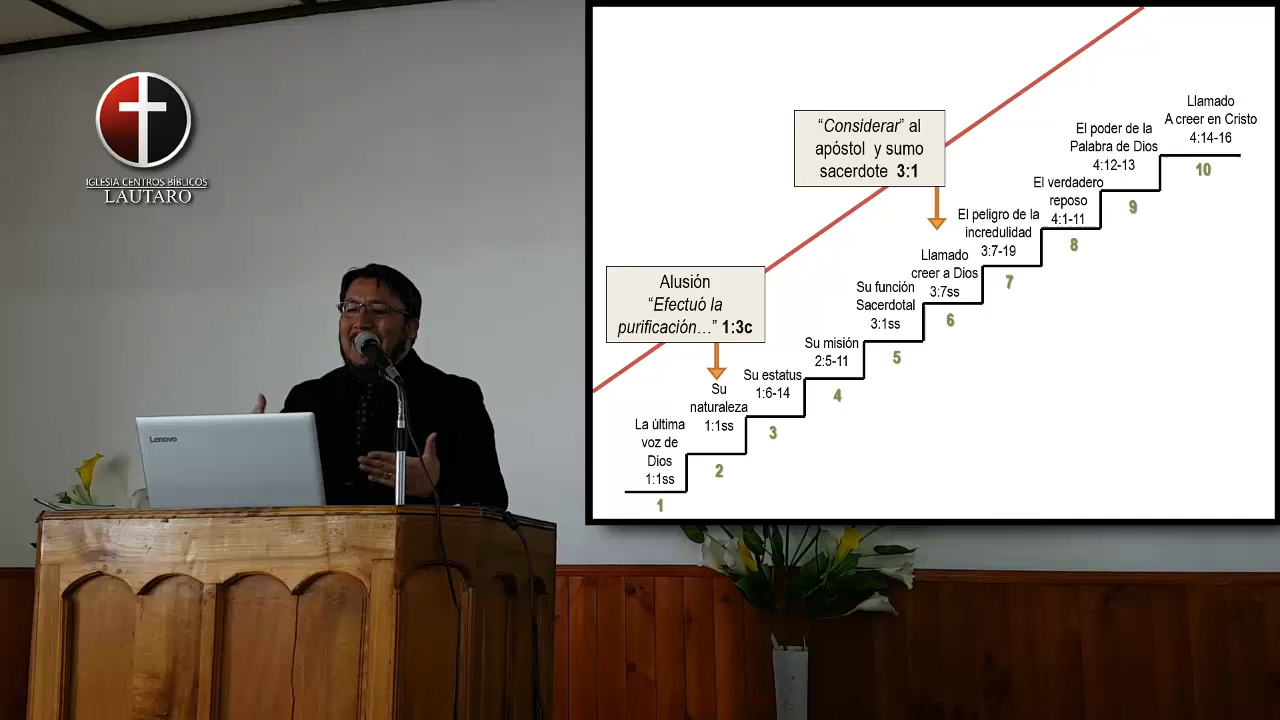 IGLESIA CENTROS BÍBLICOS
LAUTARO
Lenovo
"Considerar" al
apóstol y sumo
sacerdote 3:1
Alusión
"Efectuó la
purificación…" 1:3c
La última
voz de
Dios
1:1ss
1
Su
naturaleza
1:1ss
2
Su estatus
1:6-14
3
Su misión
2:5-11
4
Su función
Sacerdotal
3:1ss
5
Llamado
creer a Dios
3:7ss
6
El peligro de la
incredulidad
3:7-19
7
El verdadero
reposo
4:1-11
8
El poder de la
Palabra de Dios
4:12-13
9
Llamado
A creer en Cristo
4:14-16
10